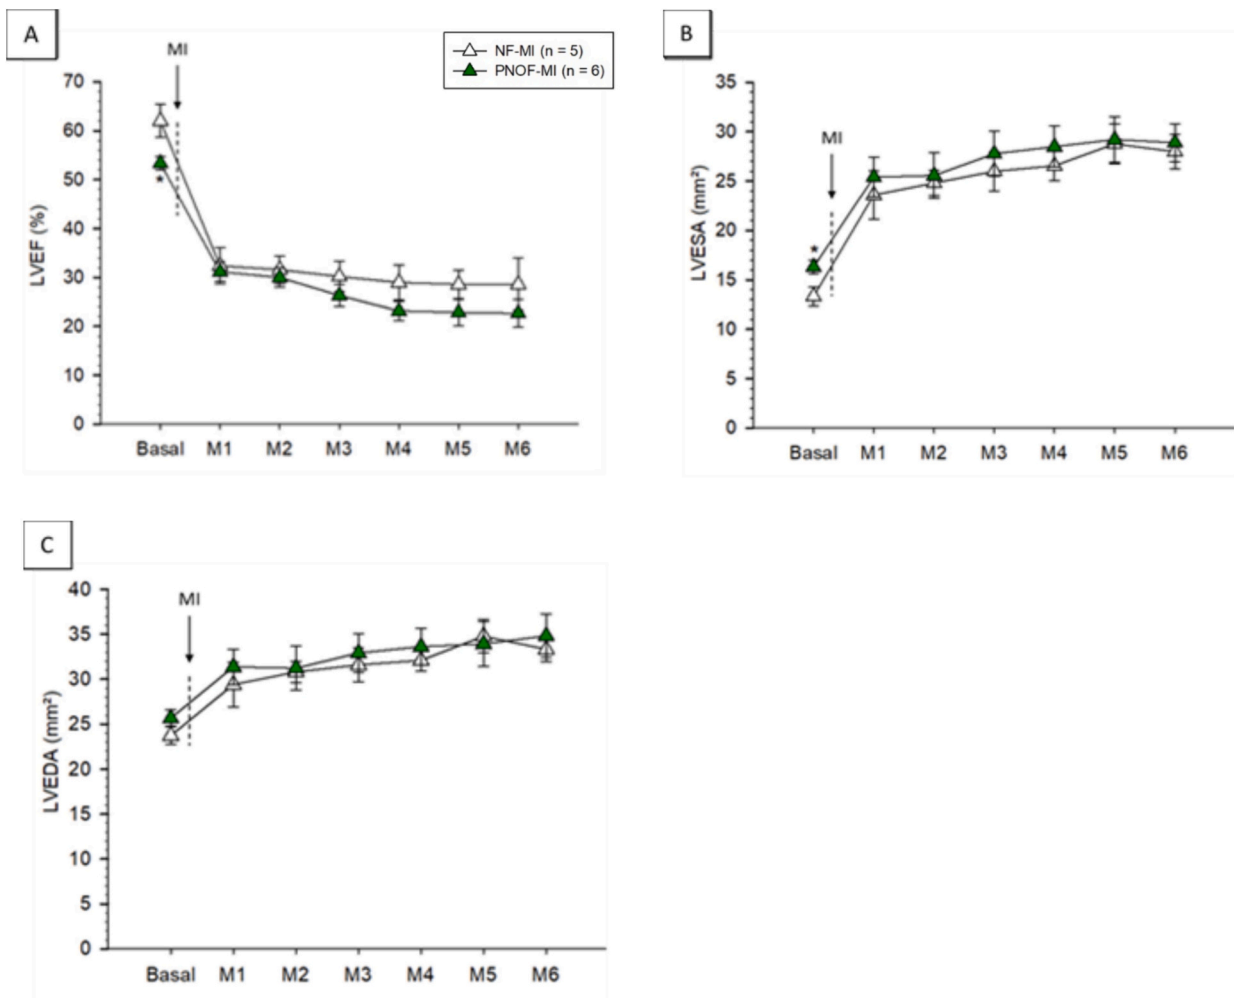 A
MI
NF-MI (n = 5)
PNOF-MI (n = 6)
70
60
50
40
30
20
10
0
LVEF (%)
*
Basal M1 M2 M3 M4 M5 M6
B
MI
35
30
25
20
15
10
5
0
LVESA (mm²)
*
Basal M1 M2 M3 M4 M5 M6
C
MI
40
35
30
25
20
15
10
5
0
LVEDA (mm²)
Basal M1 M2 M3 M4 M5 M6